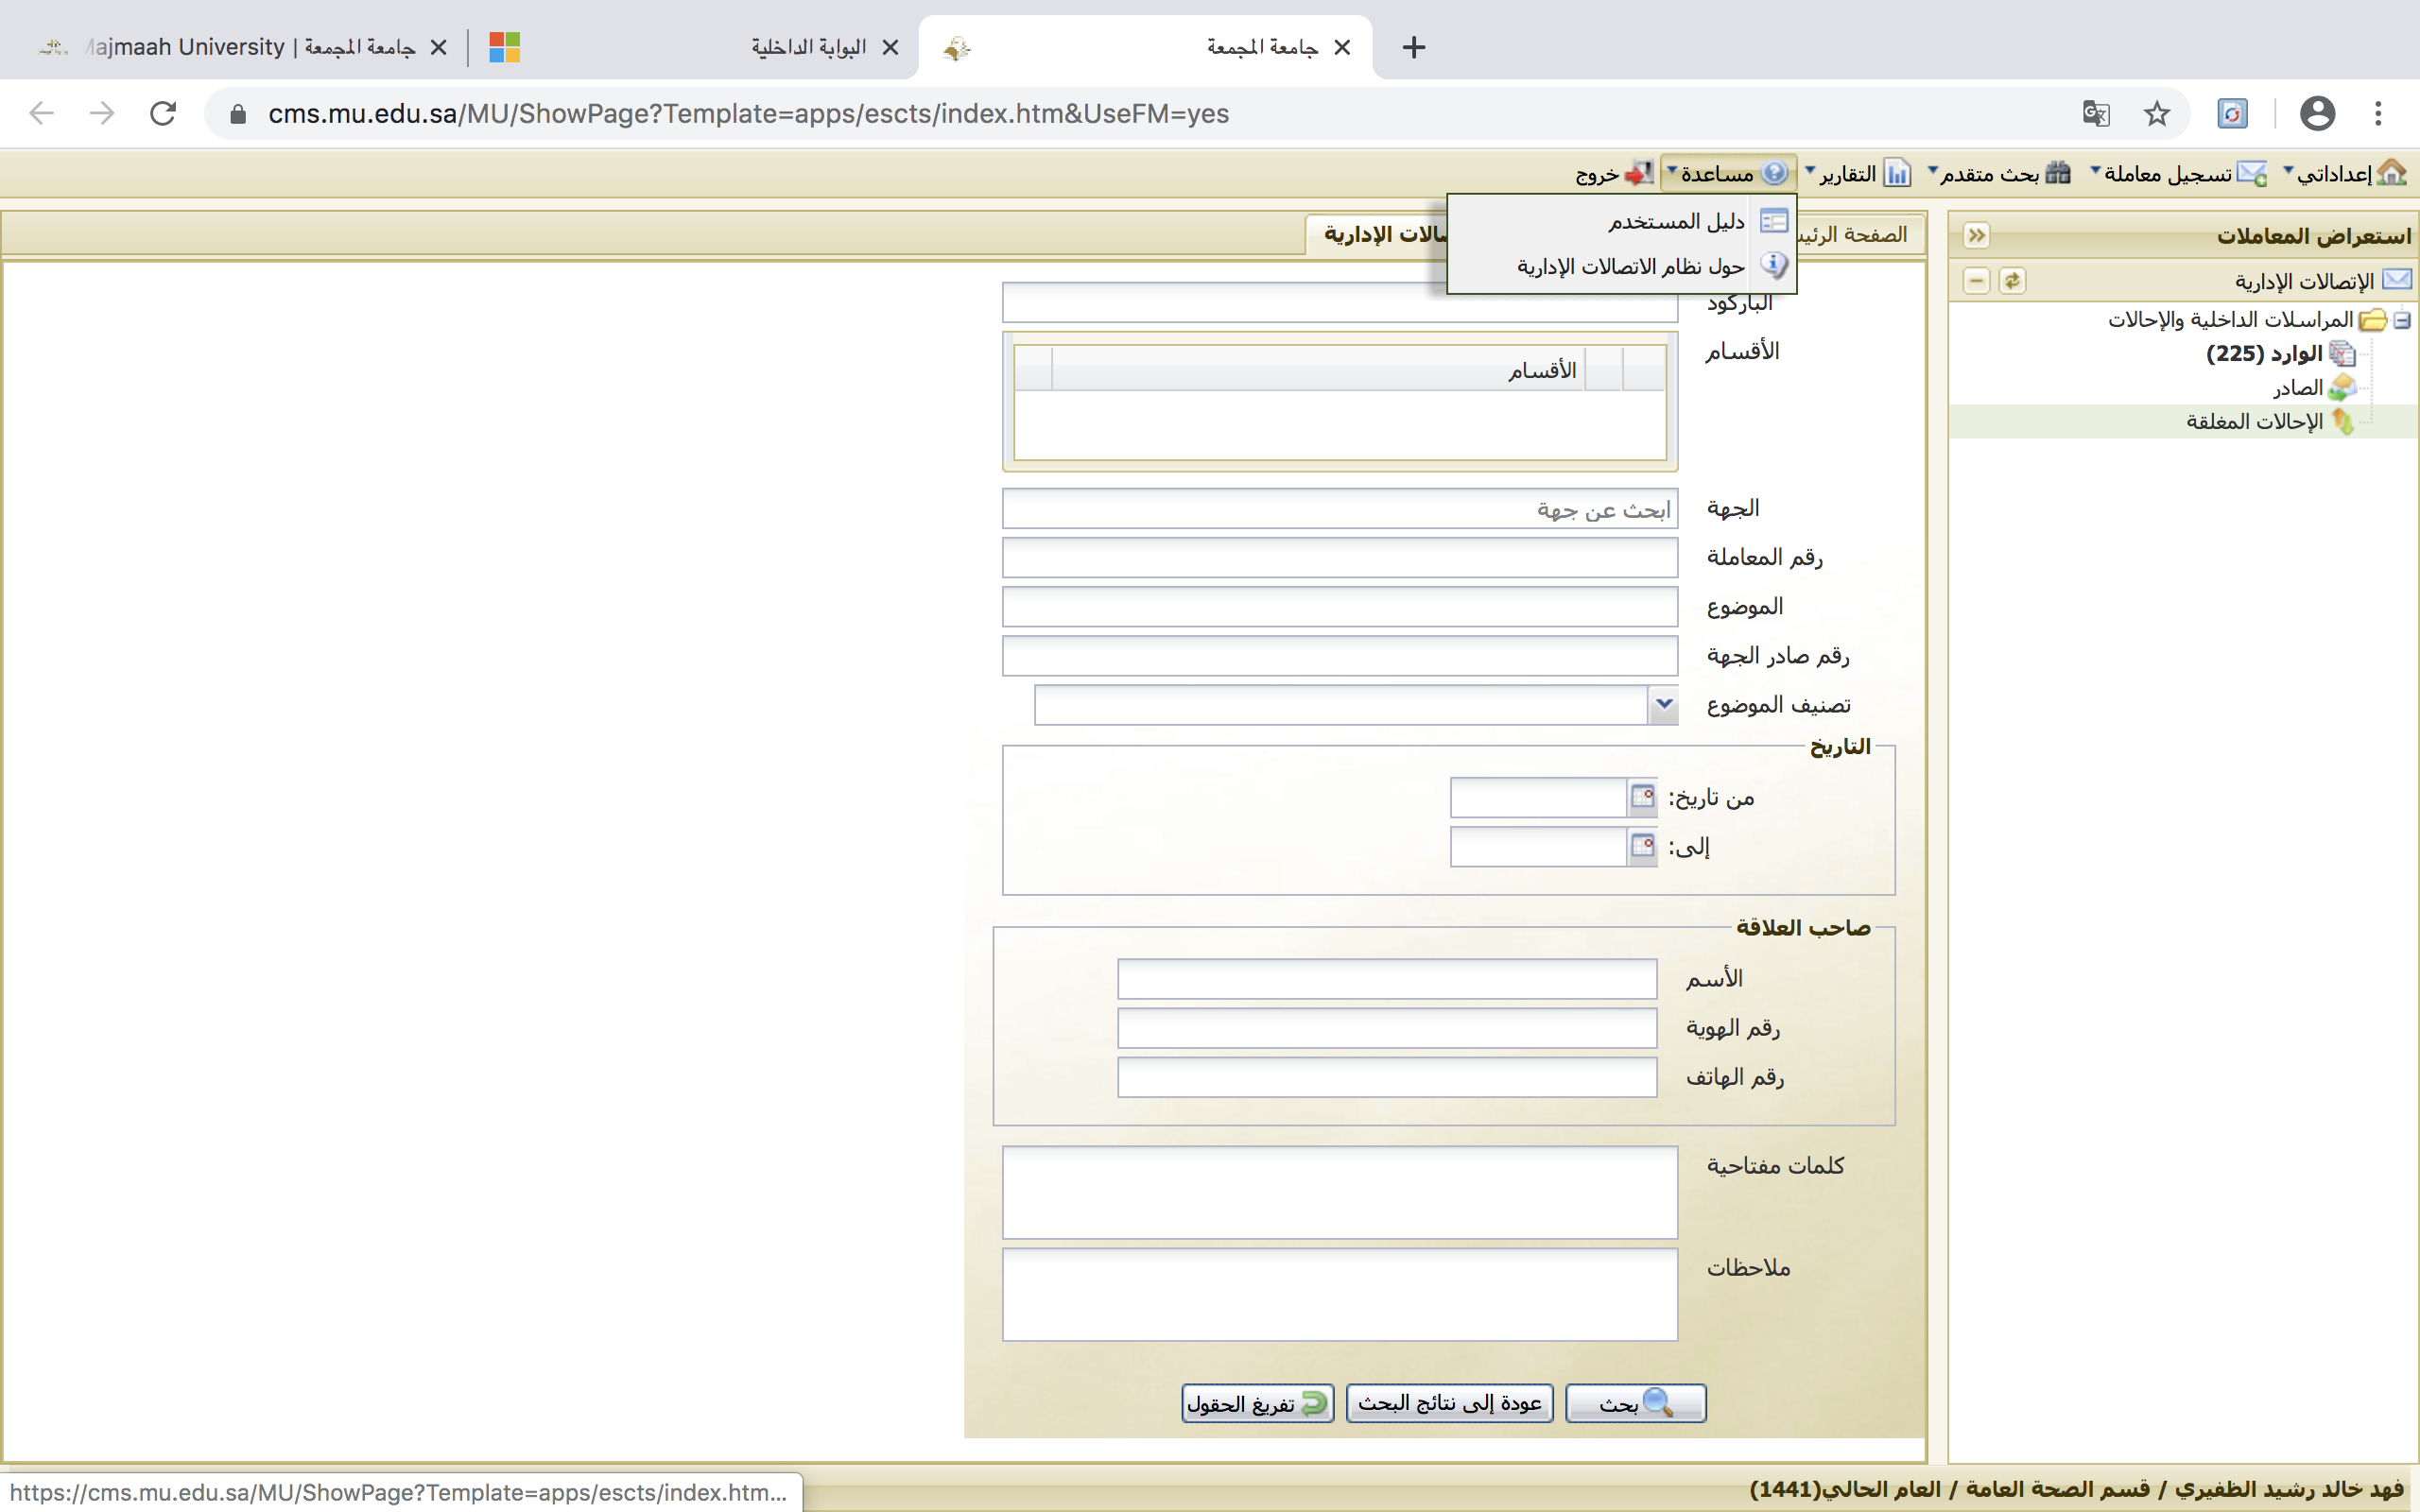 Majmaah University | جامعة المجمعة
البوابة الداخلية
جامعة المجمعة
cms.mu.edu.sa/MU/ShowPage?Template=apps/escts/index.htm&UseFM=yes
إعداداتي تسجيل معاملة بحث متقدم التقارير مساعدة خروج
دليل المستخدم
حول نظام الاتصالات الإدارية
استعراض المعاملات
الإتصالات الإدارية
المراسلات الداخلية والإحالات
الوارد (225)
الصادر
الإحالات المغلقة
الصفحة الرئيس
الات الإدارية
الباركود
الأقسام
الأقسام
الجهة ابحث عن جهة
رقم المعاملة
الموضوع
رقم صادر الجهة
تصنيف الموضوع
التاريخ
من تاريخ:
إلى:
صاحب العلاقة
الأسم
رقم الهوية
رقم الهاتف
كلمات مفتاحية
ملاحظات
بحث عودة إلى نتائج البحث تفريغ الحقول
فهد خالد رشيد الظفيري / قسم الصحة العامة / العام الحالي(1441)
https://cms.mu.edu.sa/MU/ShowPage?Template=apps/escts/index.htm...